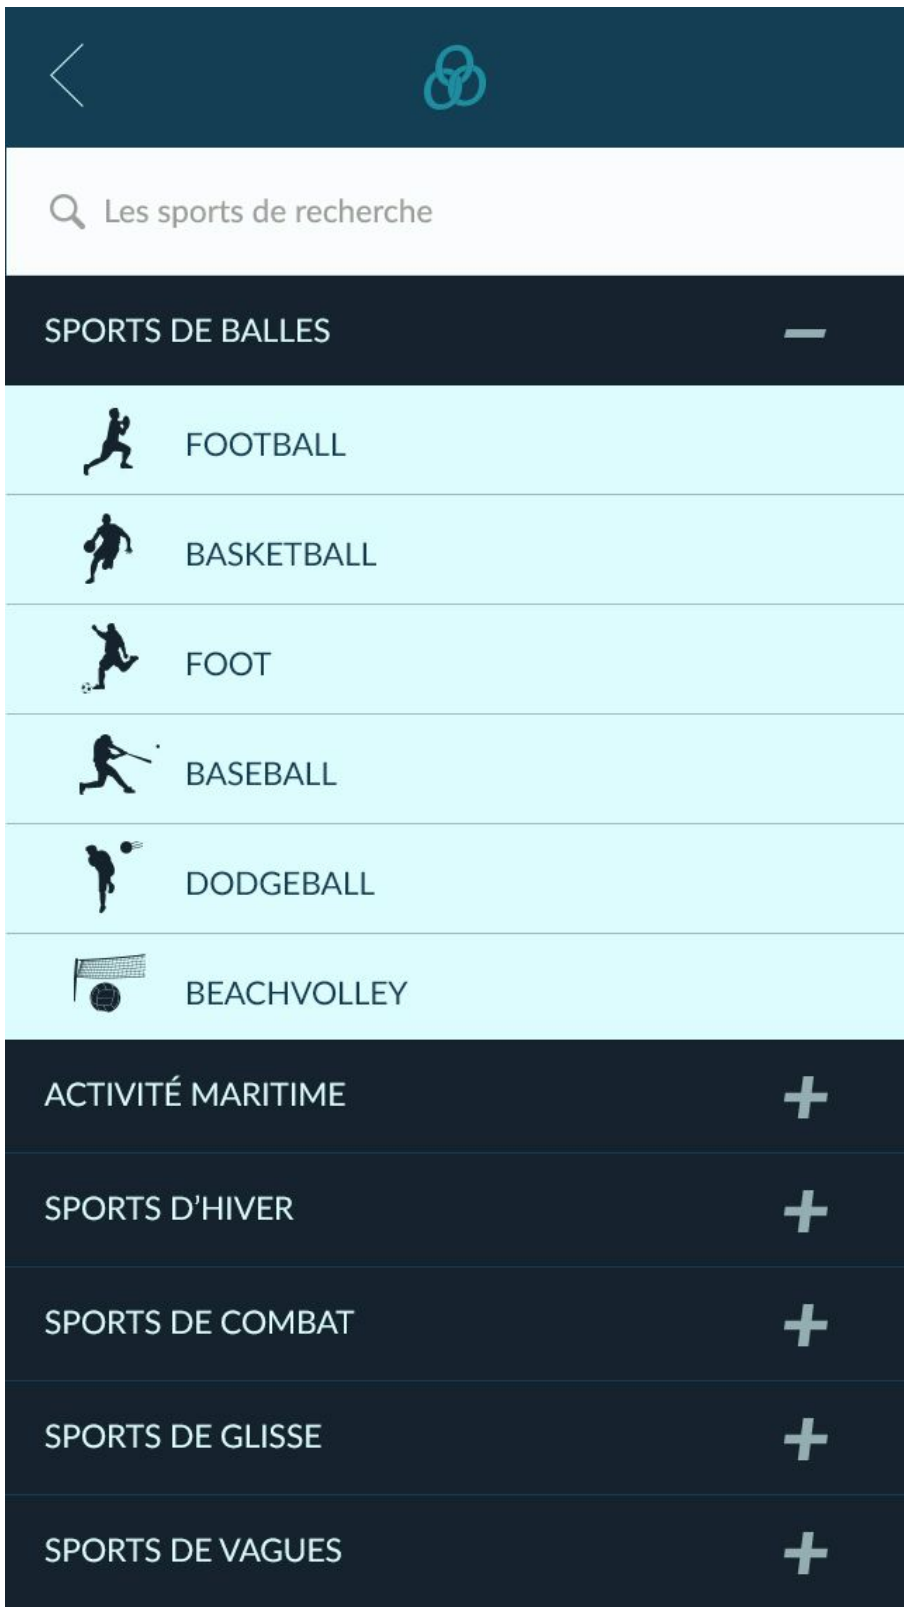 Les sports de recherche
SPORTS DE BALLES
FOOTBALL
BASKETBALL
FOOT
BASEBALL
DODGEBALL
BEACHVOLLEY
ACTIVITÉ MARITIME
SPORTS D’HIVER
SPORTS DE COMBAT
SPORTS DE GLISSE
SPORTS DE VAGUES